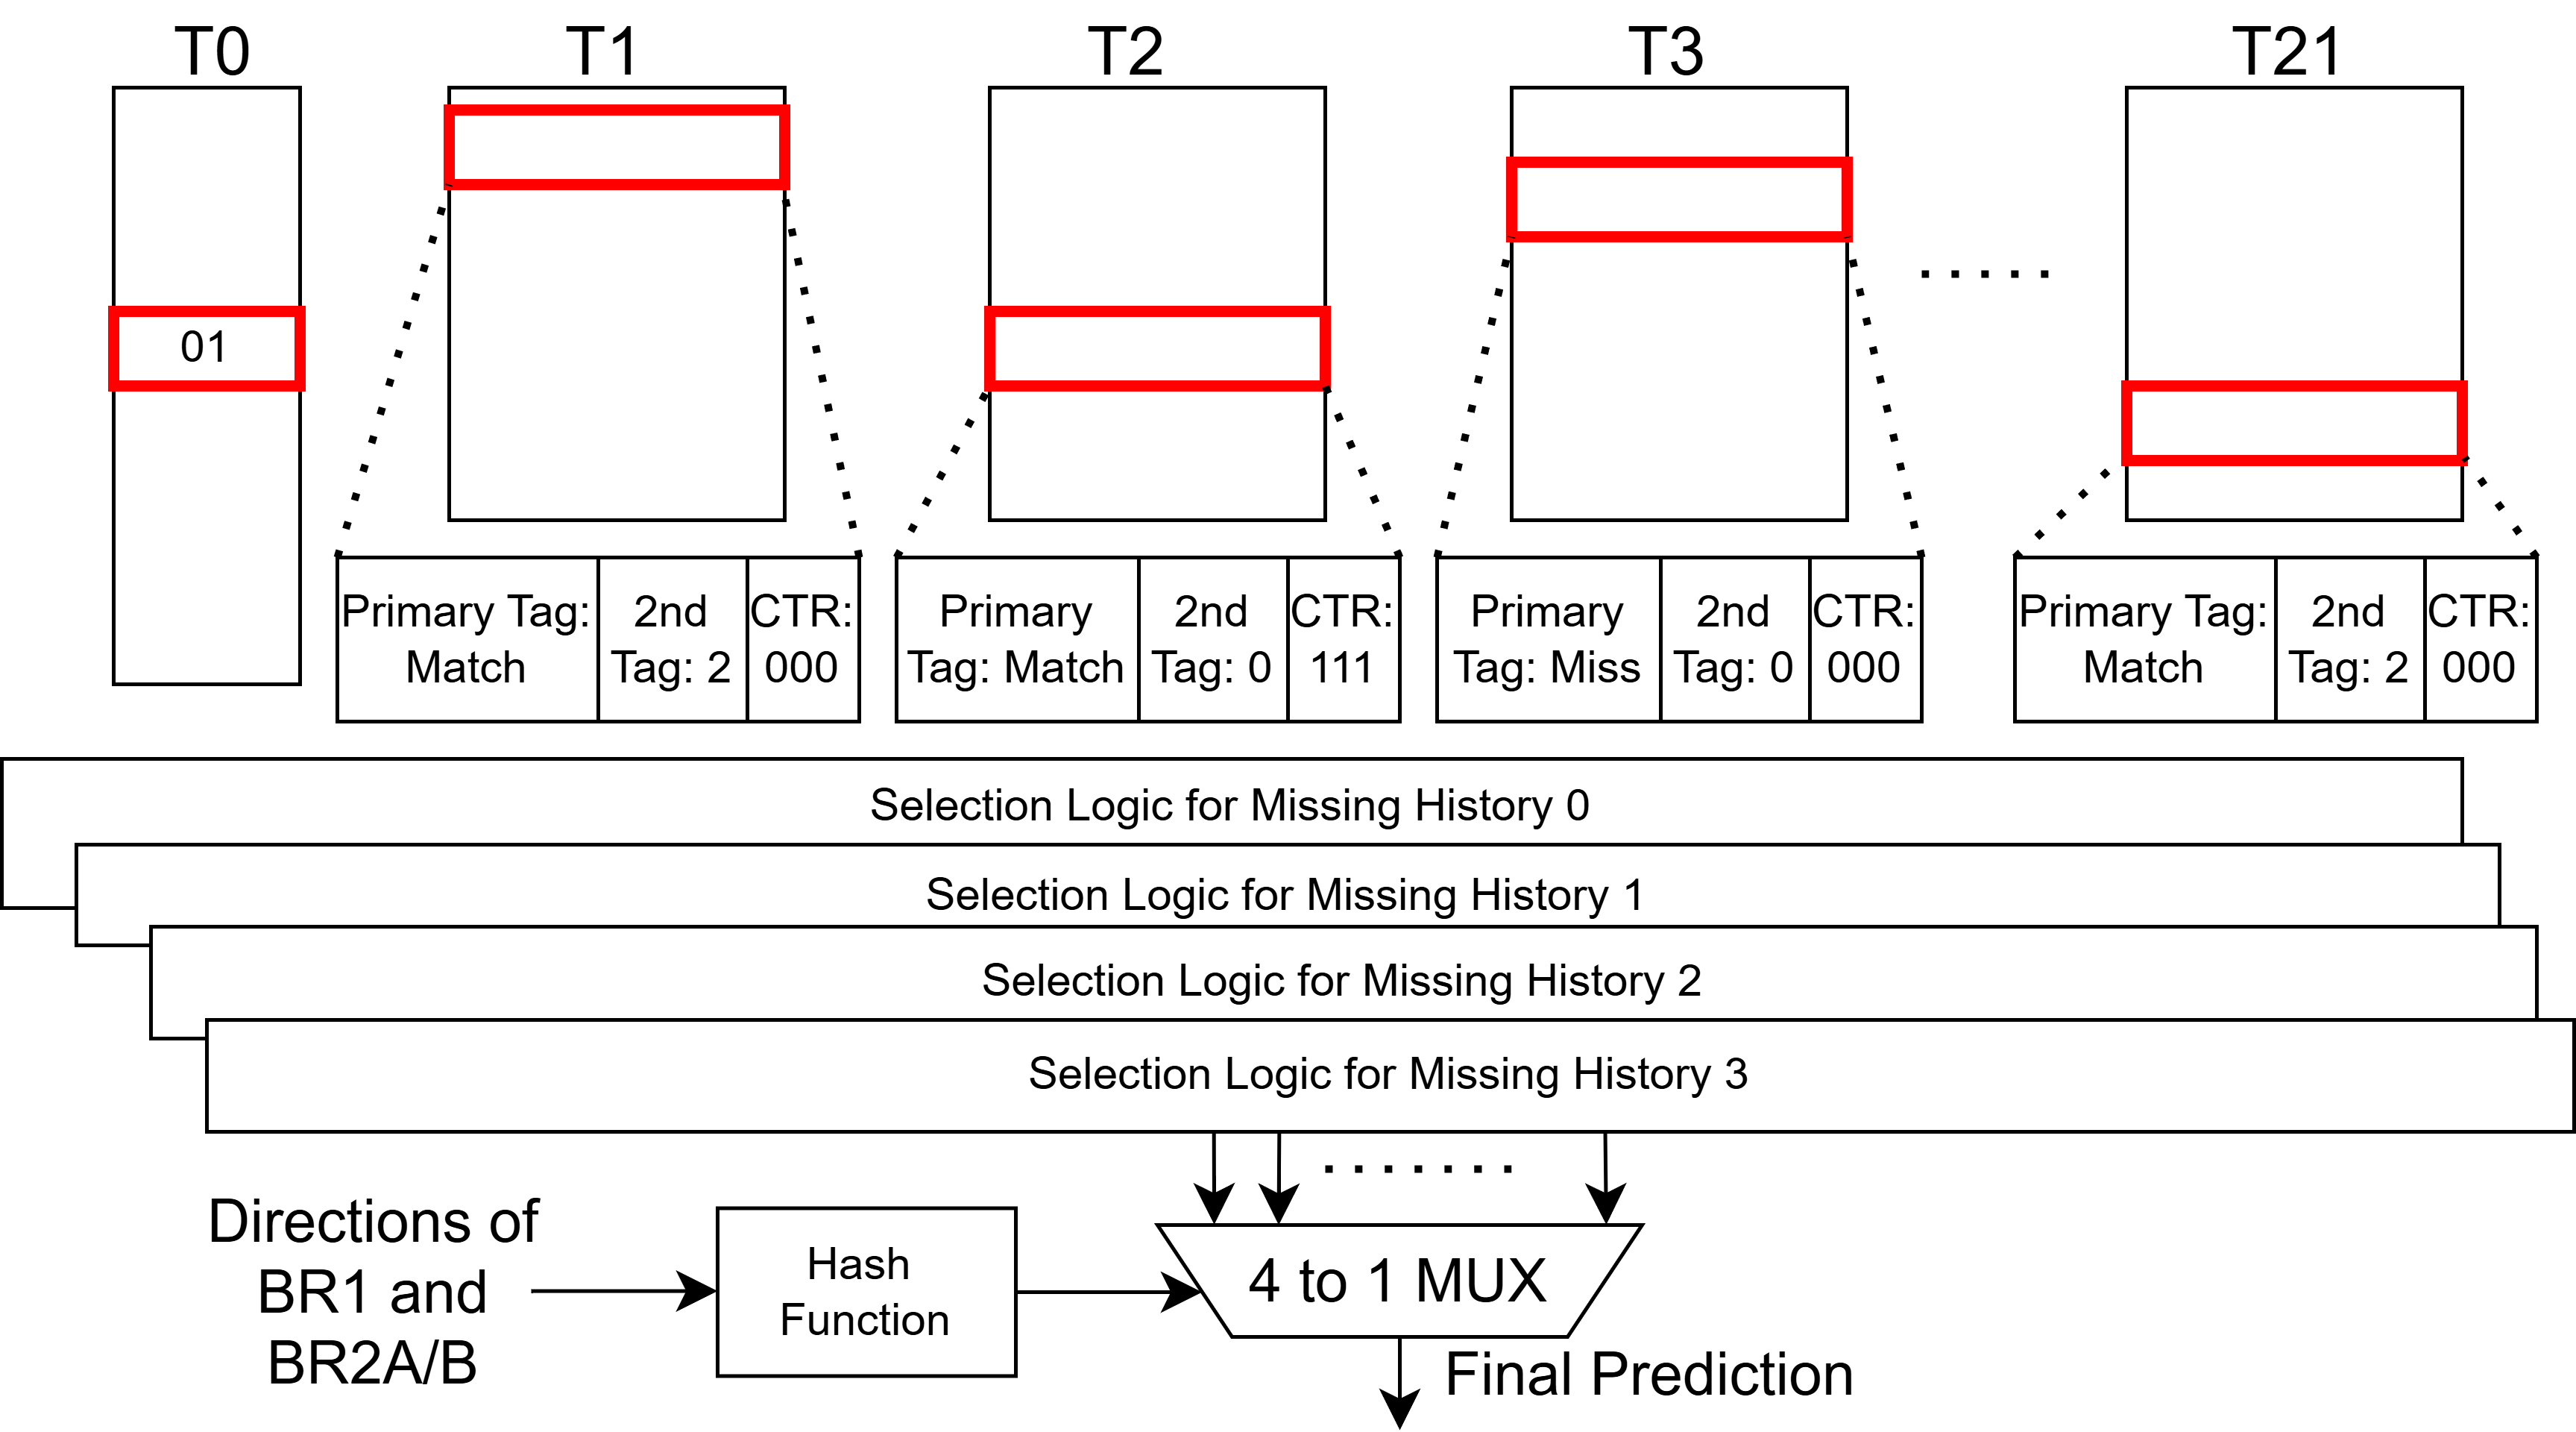 T0
T1
T2
T3
T21
01
Primary Tag:
Match
2nd
Tag: 2
CTR:
000
Primary
Tag: Match
2nd
Tag: 0
CTR:
111
Primary
Tag: Miss
2nd
Tag: 0
CTR:
000
Primary Tag:
Match
2nd
Tag: 2
CTR:
000
Selection Logic for Missing History 0
Selection Logic for Missing History 1
Selection Logic for Missing History 2
Selection Logic for Missing History 3
Directions of
BR1 and
BR2A/B
Hash
Function
4 to 1 MUX
Final Prediction